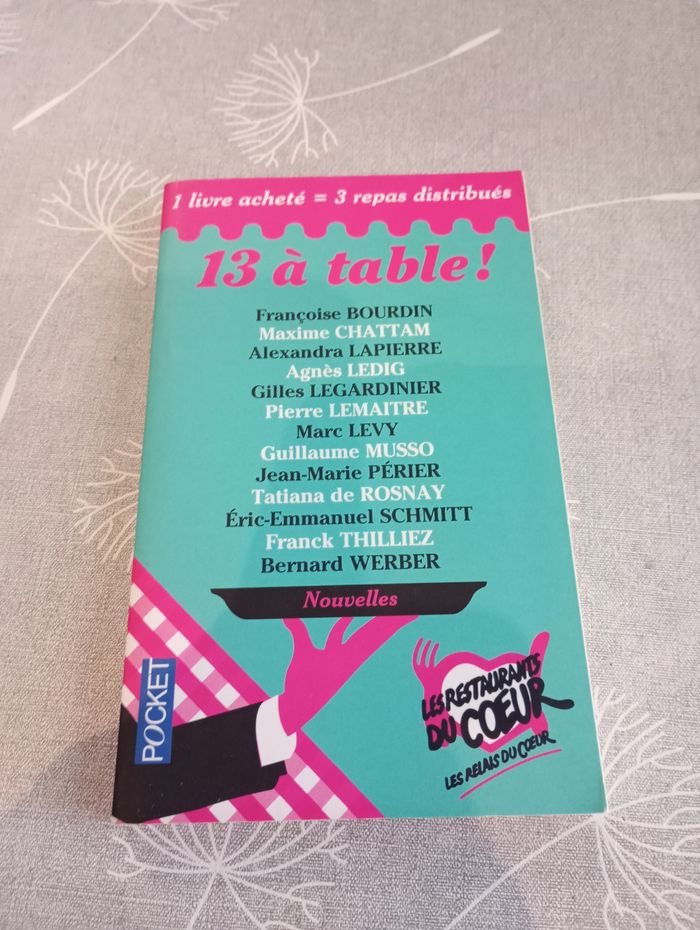 1 livre acheté = 3 repas distribués
13 à table !
Françoise BOURDIN
Maxime CHATTAM
Alexandra LAPIERRE
Agnès LEDIG
Gilles LEGARDINIER
Pierre LEMAITRE
Marc LEVY
Guillaume MUSSO
Jean-Marie PÉRIER
Tatiana de ROSNAY
Éric-Emmanuel SCHMITT
Franck THILLIEZ
Bernard WERBER
Nouvelles
POCKET
LES RESTAURANTS
DU CŒUR
LES RELAIS DU CŒUR